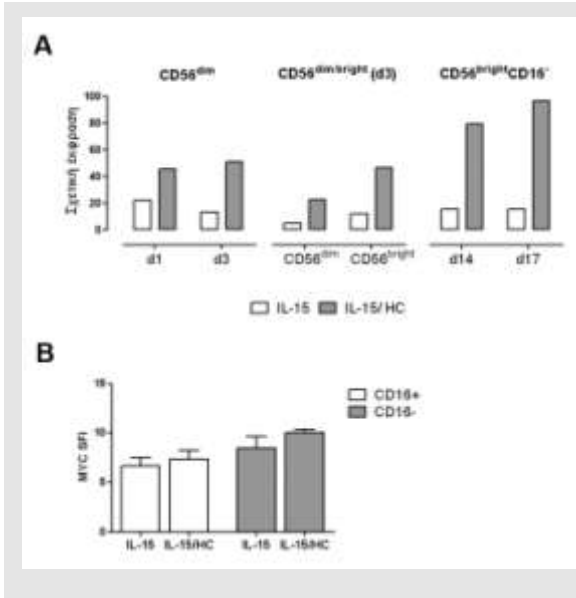 A
CD56dim CD56dim/bright (d3) CD56brightCD16-
Σχετική έκφραση
100
80
60
40
20
0
d1 d3 CD56dim CD56bright d14 d17
IL-15 IL-15/HC
B
MYC SFI
15
10
5
0
CD16+
CD16-
IL-15 IL-15/HC IL-15 IL-15/HC